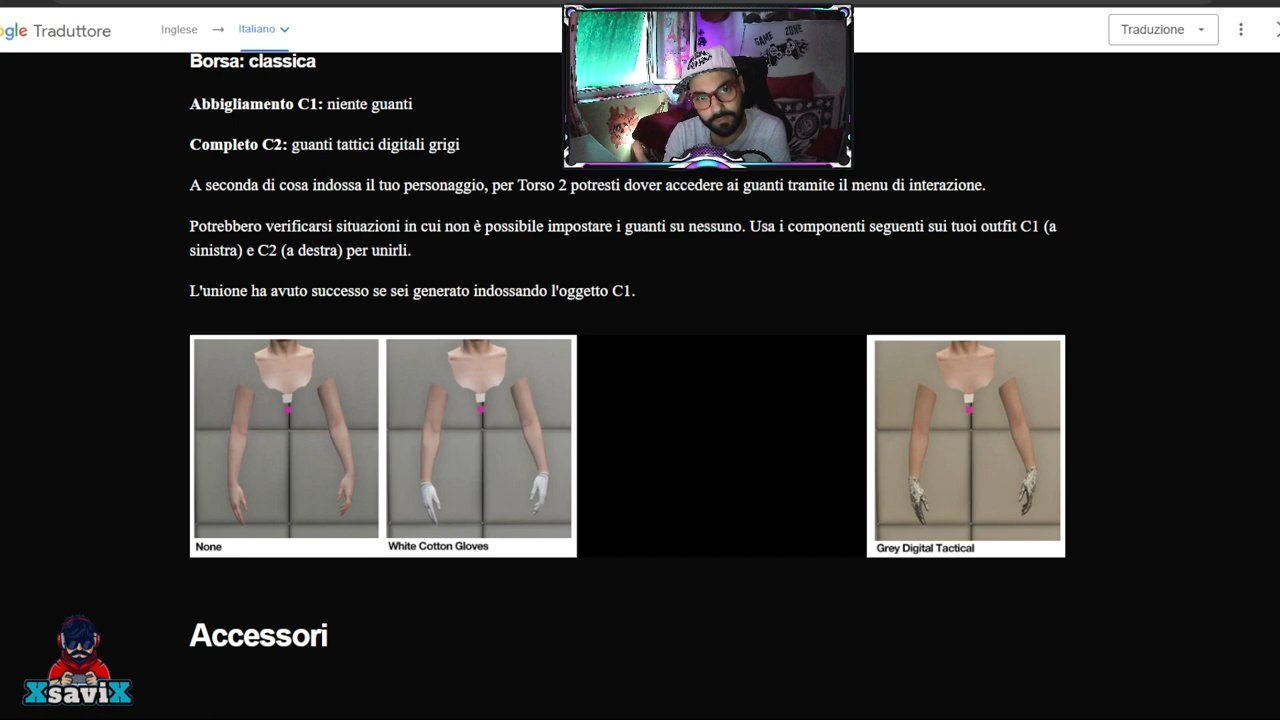 gle Traduttore
Inglese
Italiano
Traduzione
GAME ZONE
Borsa: classica
Abbigliamento C1: niente guanti
Completo C2: guanti tattici digitali grigi
A seconda di cosa indossa il tuo personaggio, per Torso 2 potresti dover accedere ai guanti tramite il menu di interazione.
Potrebbero verificarsi situazioni in cui non è possibile impostare i guanti su nessuno. Usa i componenti seguenti sui tuoi outfit C1 (a
sinistra) e C2 (a destra) per unirli.
L'unione ha avuto successo se sei generato indossando l'oggetto C1.
None
White Cotton Gloves
Grey Digital Tactical
Accessori
XsaviX